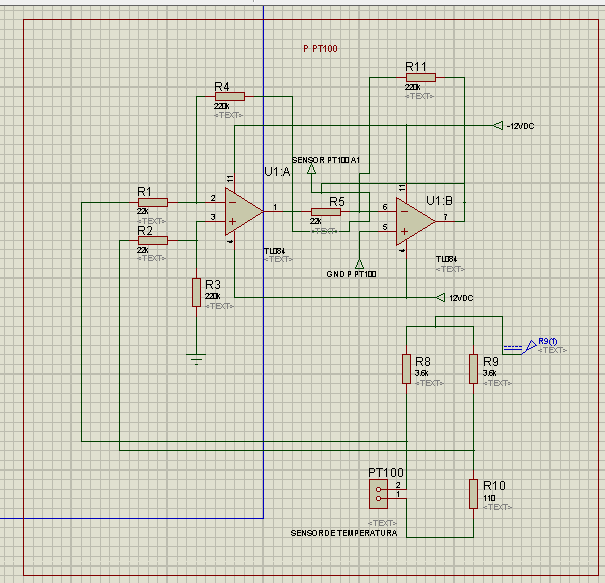 P PT100
R11
220k
<TEXT>
R4
220k
<TEXT>
-12VDC
SENSOR PT100 A1
U1:A
11
2
3
1
4
TL084
<TEXT>
R1
22k
<TEXT>
R2
22k
<TEXT>
R5
22k
<TEXT>
U1:B
11
6
5
7
4
TL084
<TEXT>
GND P PT100
R3
220k
<TEXT>
12VDC
R9(1)
<TEXT>
R8
3.6k
<TEXT>
R9
3.6k
<TEXT>
PT100
2
1
<TEXT>
SENSOR DE TEMPERATURA
R10
110
<TEXT>